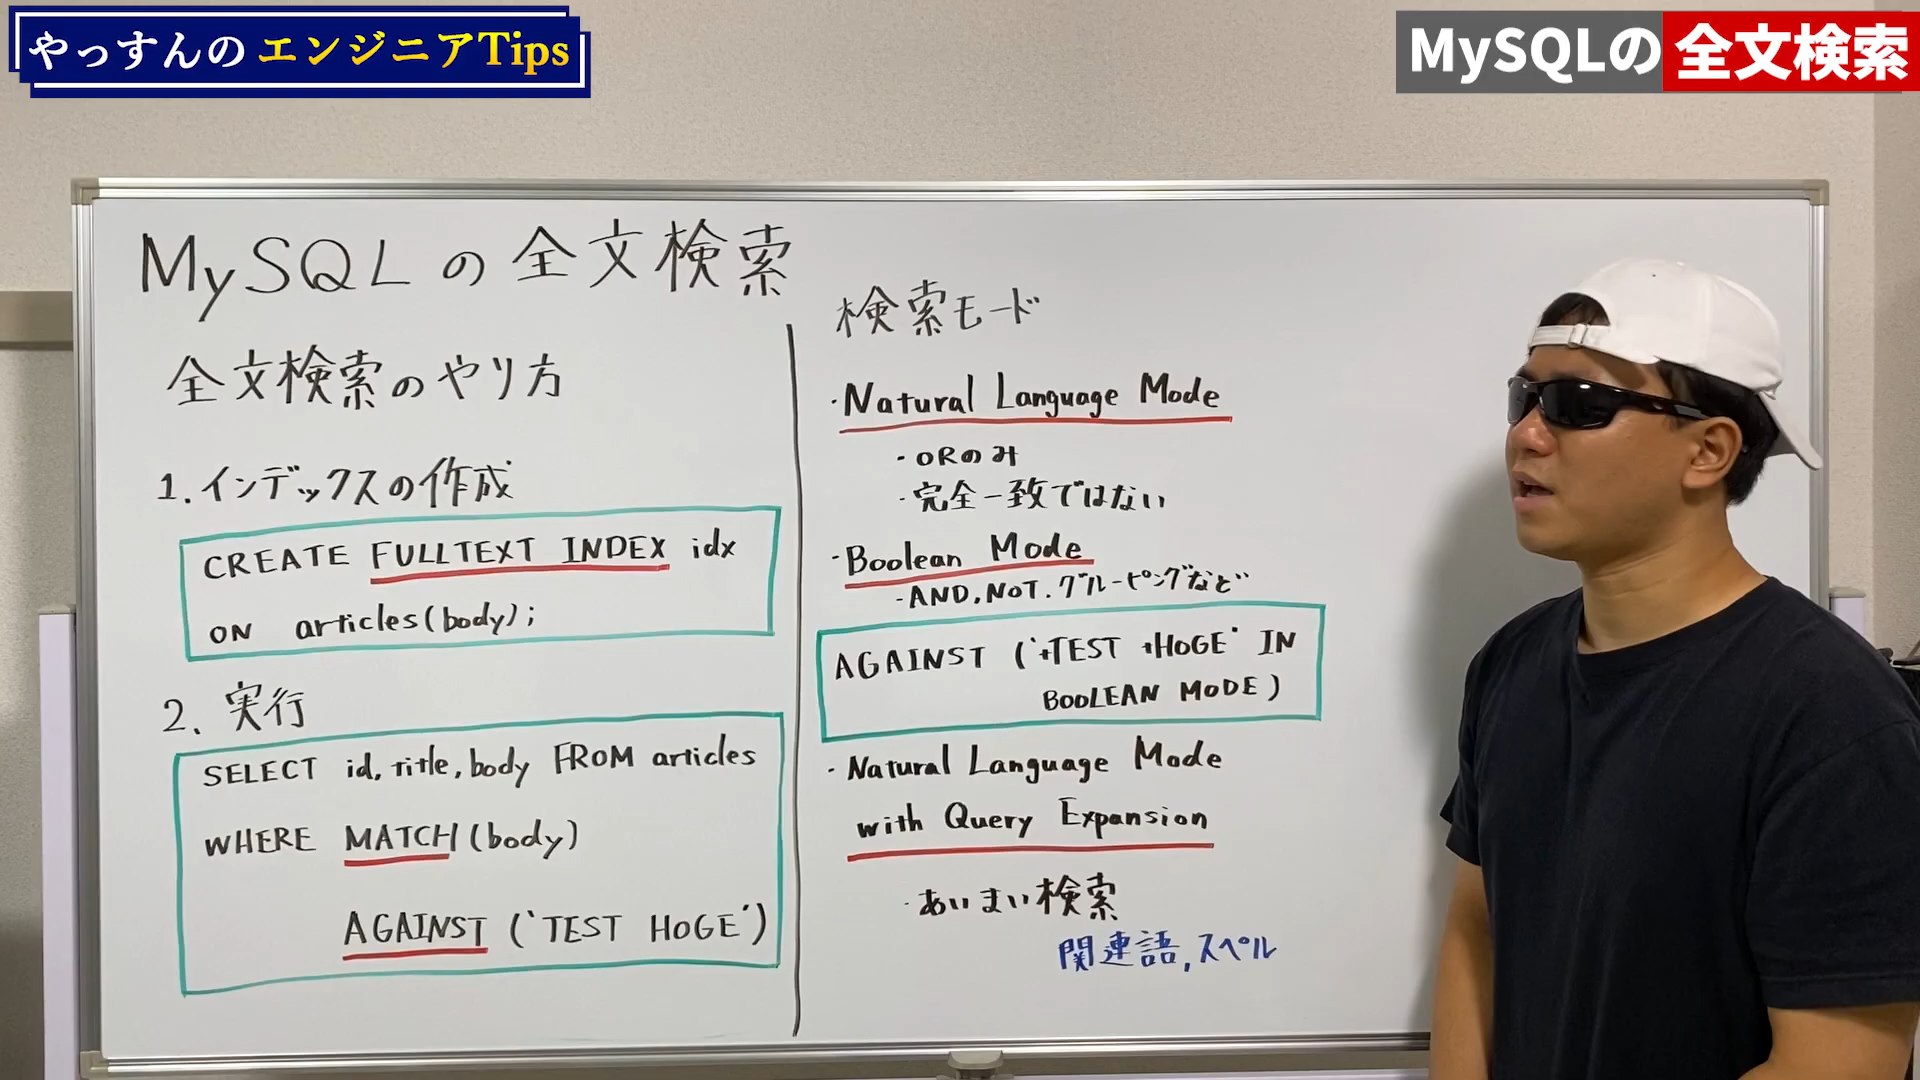 やっすんのエンジニアTips
MySQLの全文検索
MySQLの全文検索
全文検索のやり方
1.インデックスの作成
CREATE FULLTEXT INDEX idx
ON articles(body);
2.実行
SELECT id,title,body FROM articles
WHERE MATCH(body)
AGAINST ('TEST HOGE')
検索モード
・Natural Language Mode
・ORのみ
・完全一致ではない
・Boolean Mode
・AND,NOT.グルーピングなど
AGAINST ('+TEST +HOGE' IN
BOOLEAN MODE)
・Natural Language Mode
with Query Expansion
・あいまい検索
関連語,スペル